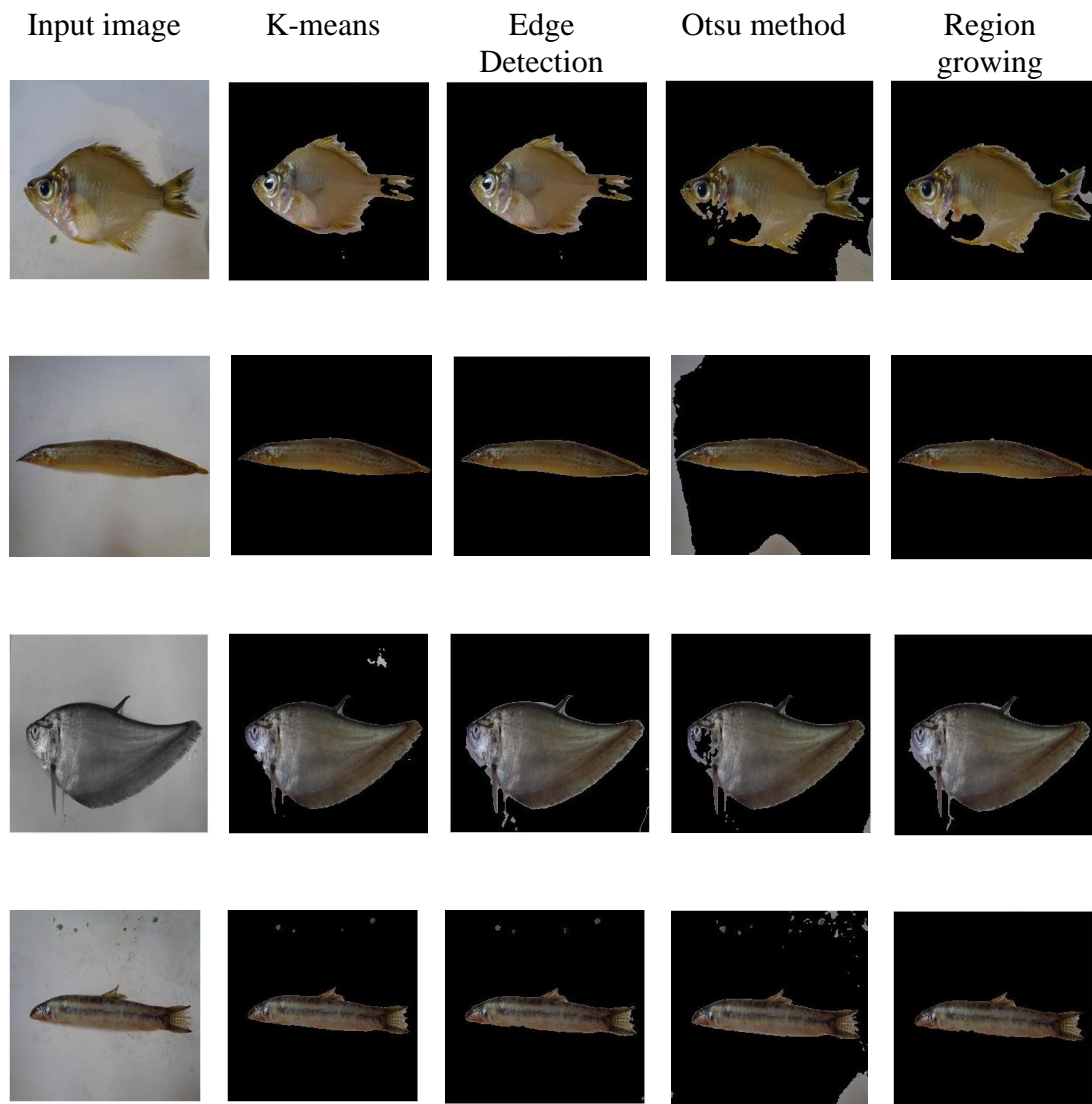 Input image
K-means
Edge
Detection
Otsu method
Region
growing